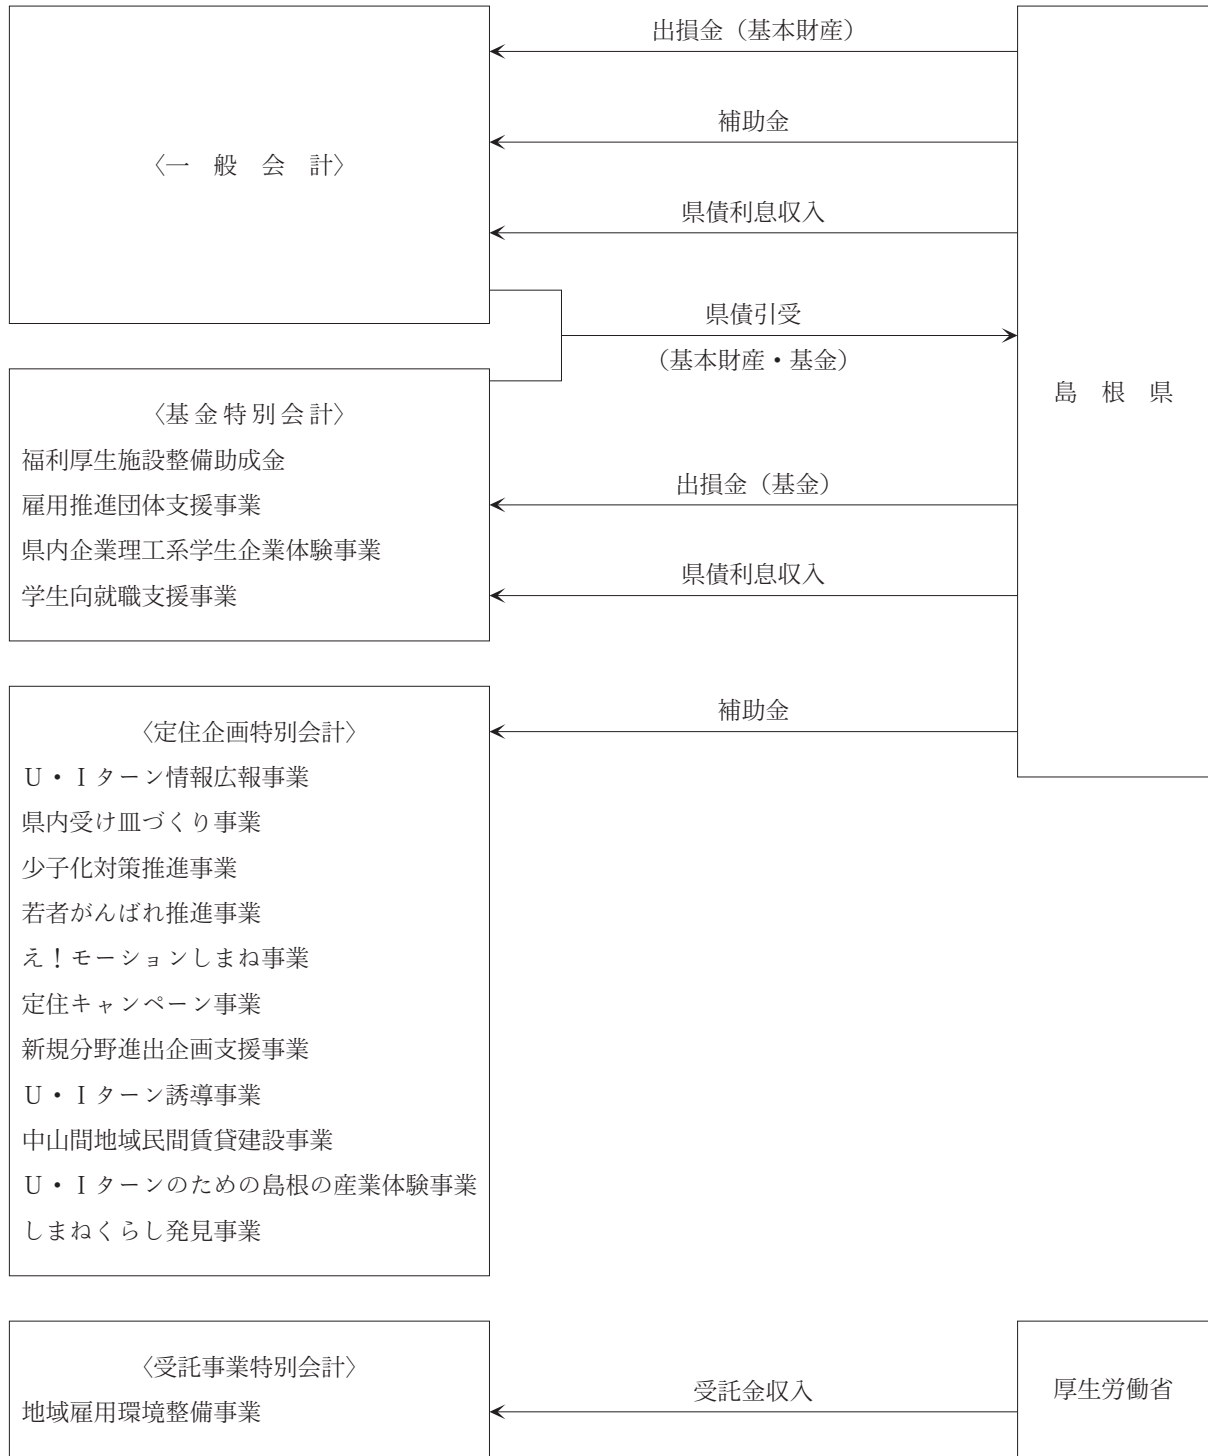 出損金（基本財産）
補助金
〈一　般　会　計〉
県債利息収入
県債引受
（基本財産・基金）
島　根　県
〈基金特別会計〉
福利厚生施設整備助成金
雇用推進団体支援事業
県内企業理工系学生企業体験事業
学生向就職支援事業
出損金（基金）
県債利息収入
補助金
〈定住企画特別会計〉
Ｕ・Ｉターン情報広報事業
県内受け皿づくり事業
少子化対策推進事業
若者がんばれ推進事業
え！モーションしまね事業
定住キャンペーン事業
新規分野進出企画支援事業
Ｕ・Ｉターン誘導事業
中山間地域民間賃貸建設事業
Ｕ・Ｉターンのための島根の産業体験事業
しまねくらし発見事業
〈受託事業特別会計〉
地域雇用環境整備事業
受託金収入
厚生労働省